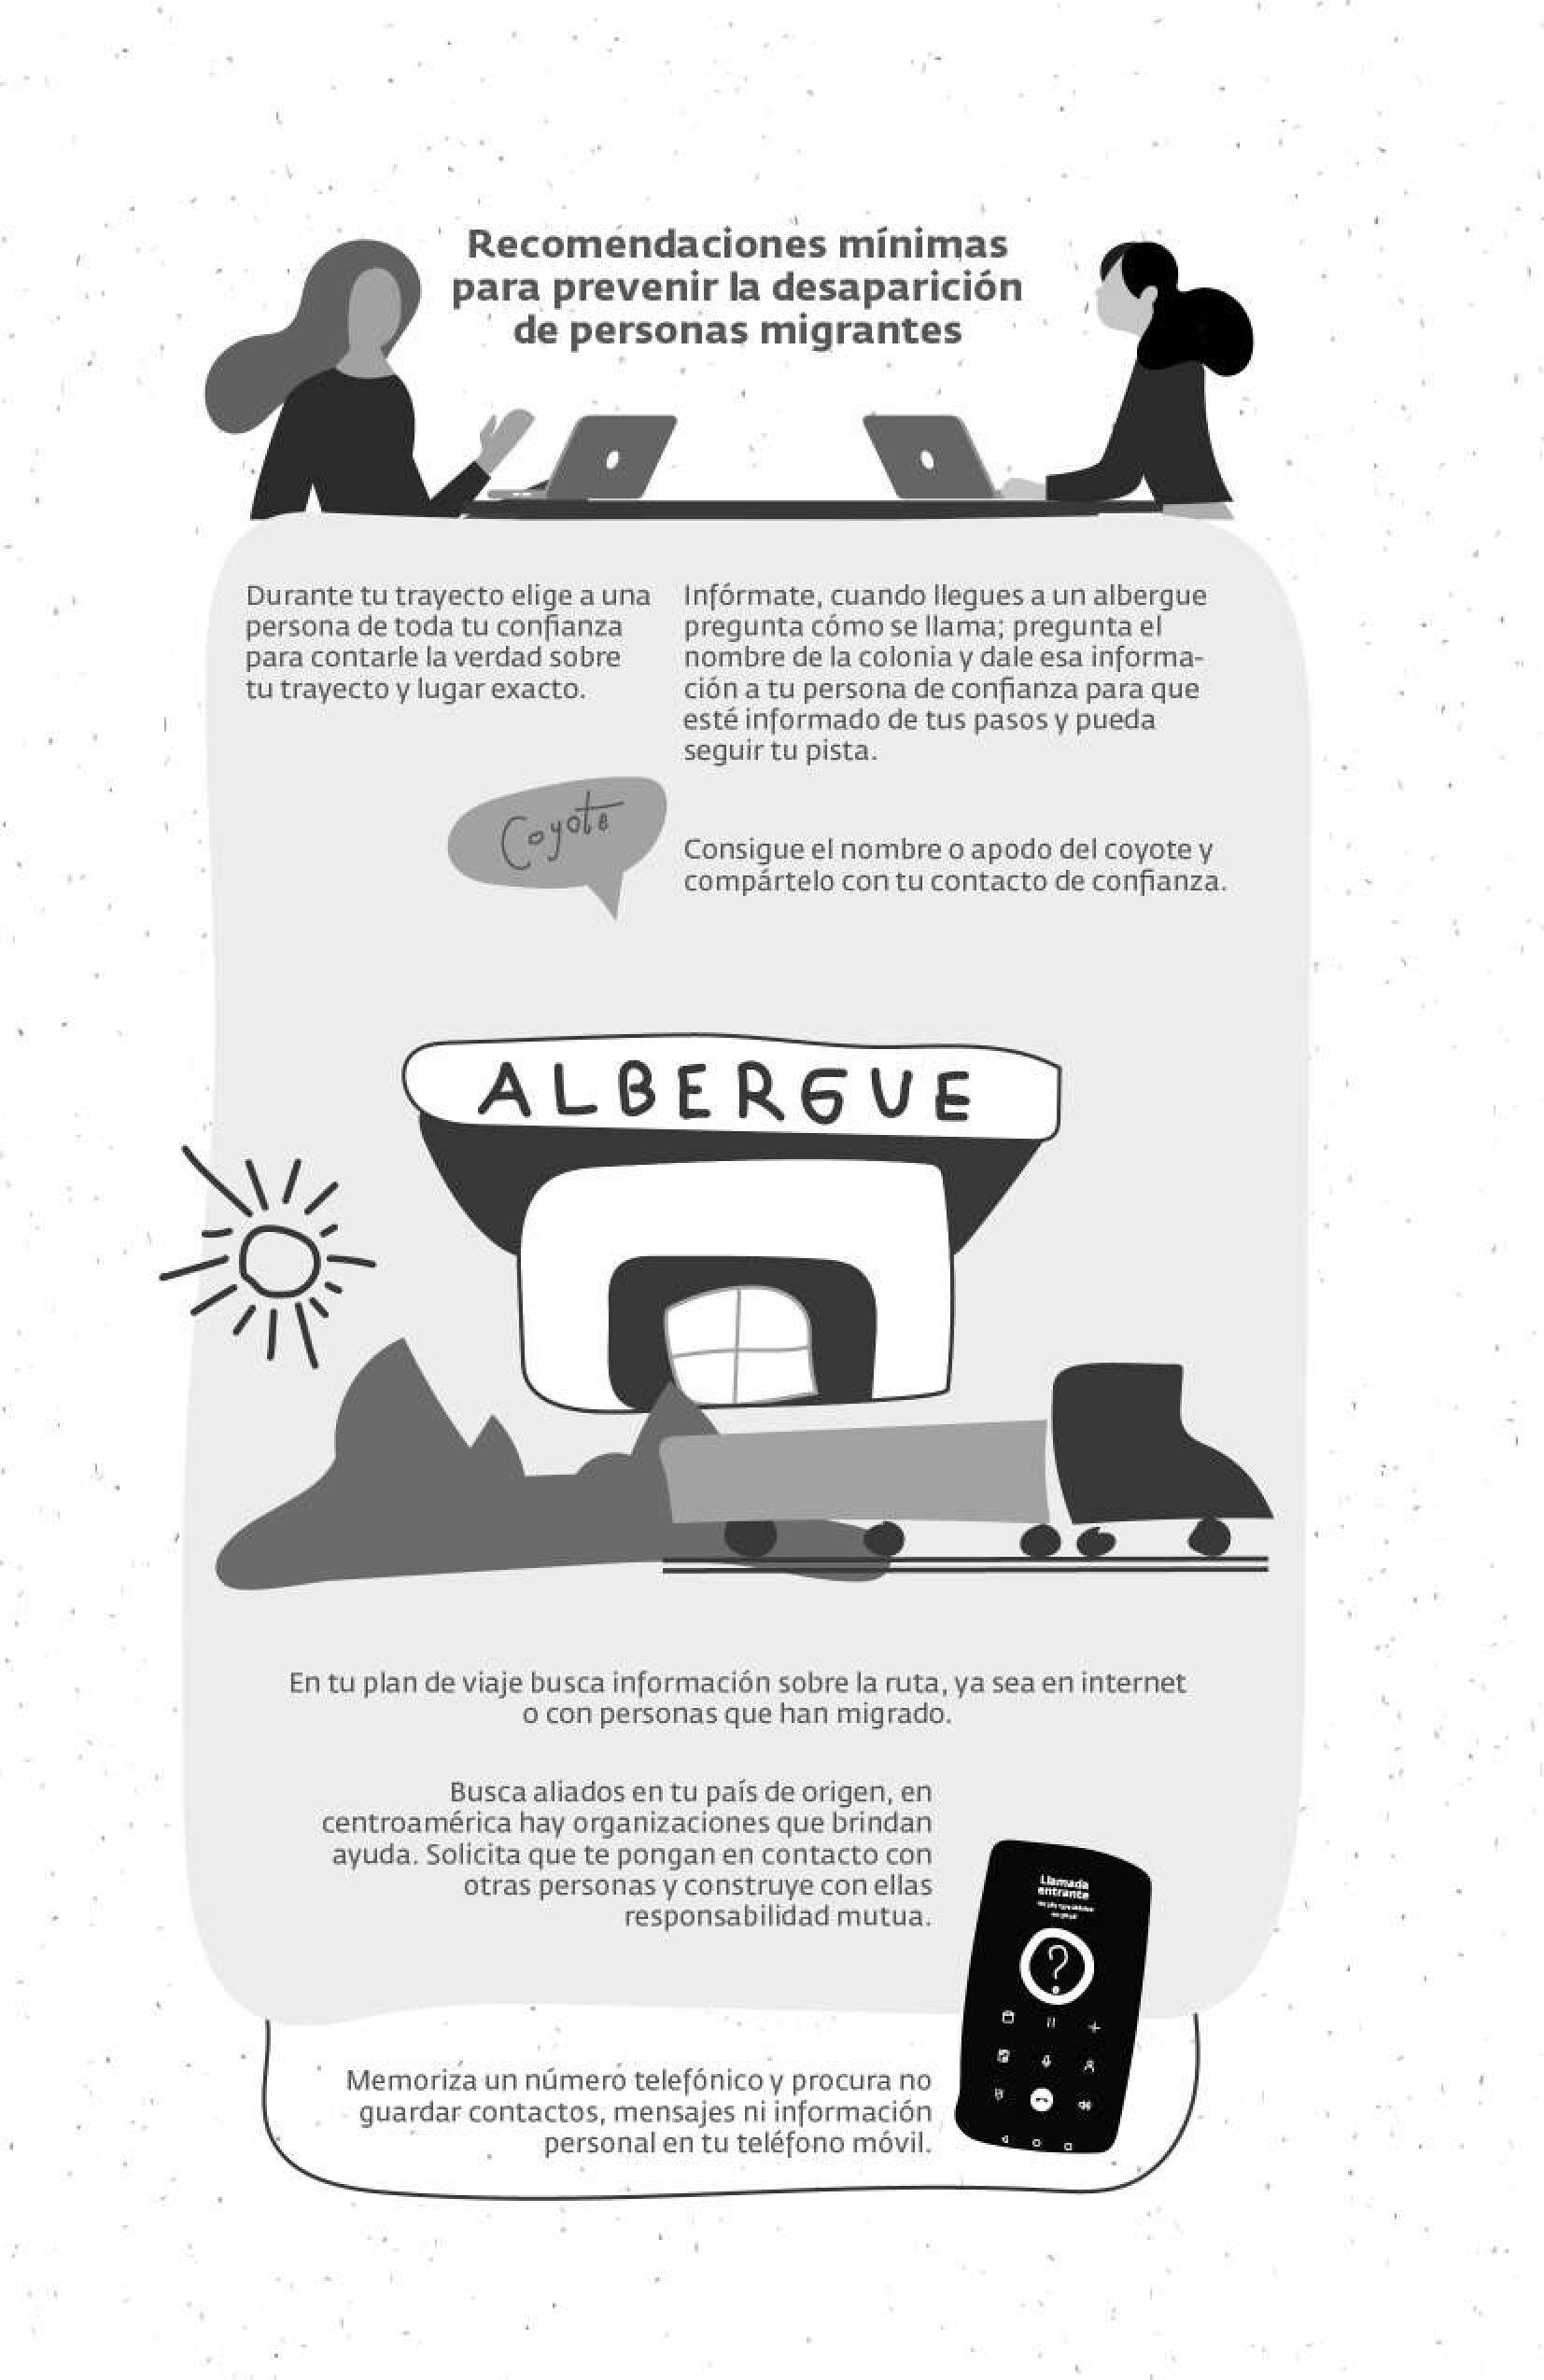 Recomendaciones mínimas
para prevenir la desaparición
de personas migrantes
Durante tu trayecto elige a una
persona de toda tu confianza
para contarle la verdad sobre
tu trayecto y lugar exacto.
Infórmate, cuando llegues a un albergue
pregunta cómo se llama; pregunta el
nombre de la colonia y dale esa informa-
ción a tu persona de confianza para que
esté informado de tus pasos y pueda
seguir tu pista.
Coyote
Consigue el nombre o apodo del coyote y
compártelo con tu contacto de confianza.
ALBERGUE
En tu plan de viaje busca información sobre la ruta, ya sea en internet
o con personas que han migrado.
Busca aliados en tu país de origen, en
centroamérica hay organizaciones que brindan
ayuda. Solicita que te pongan en contacto con
otras personas y construye con ellas
responsabilidad mutua.
Llamada
entrante
?
Memoriza un número telefónico y procura no
guardar contactos, mensajes ni información
personal en tu teléfono móvil.